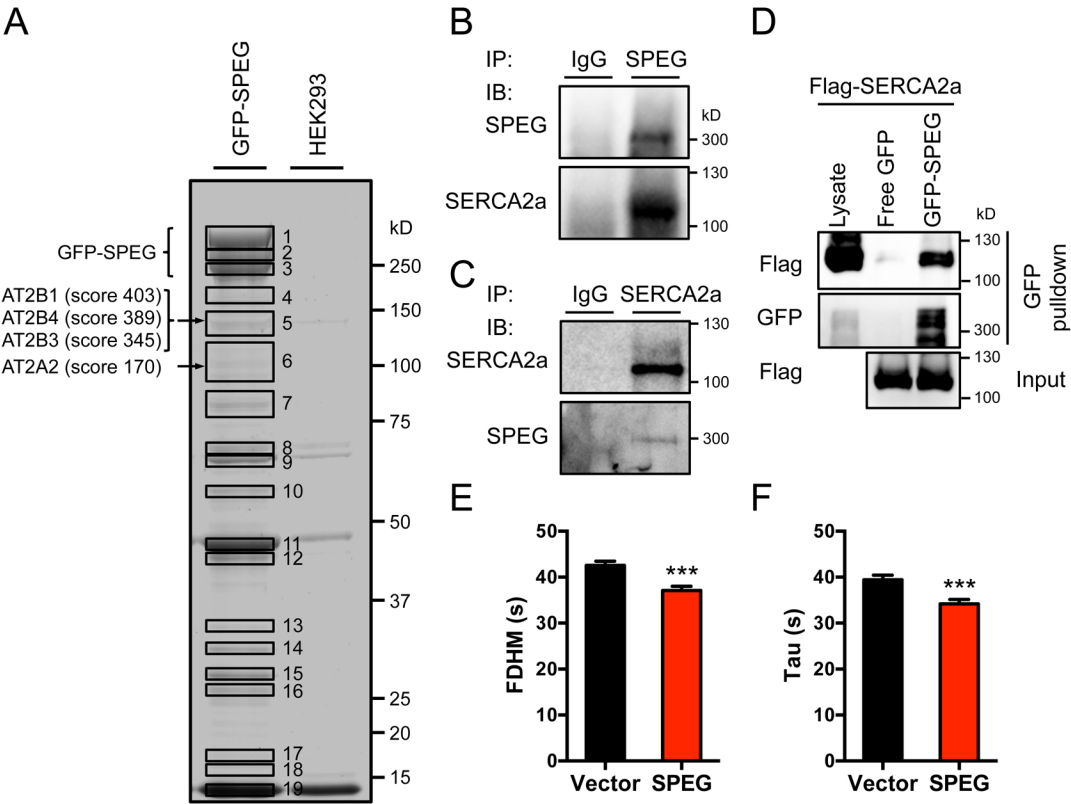 A
GFP-SPEG
HEK293
kD
GFP-SPEG
1
2
3
250
AT2B1 (score 403)
4
150
AT2B4 (score 389)
5
AT2B3 (score 345)
AT2A2 (score 170)
6
100
7
75
8
9
10
50
11
12
37
13
14
15
16
25
20
17
18
15
19
B
IP: IgG SPEG
IB:
kD
SPEG
300
130
SERCA2a
100
C
IP: IgG SERCA2a
IB:
130
SERCA2a
100
SPEG
300
D
Flag-SERCA2a
Lysate
Free GFP
GFP-SPEG
kD
130
Flag
100
GFP
300
GFP pulldown
130
Flag
100
Input
E
FDHM (s)
50
40
30
20
10
0
***
Vector SPEG
F
Tau (s)
50
40
30
20
10
0
***
Vector SPEG